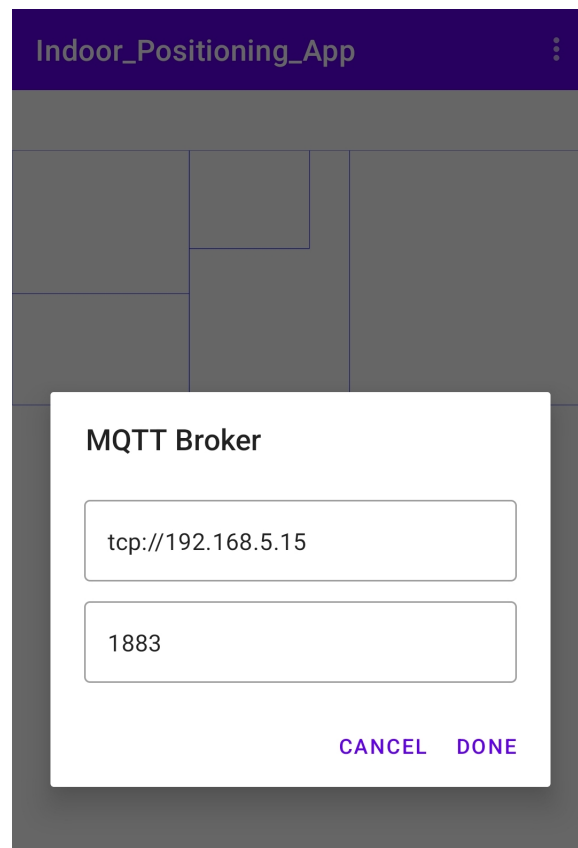 Indoor_Positioning_App
MQTT Broker
tcp://192.168.5.15
1883
CANCEL DONE